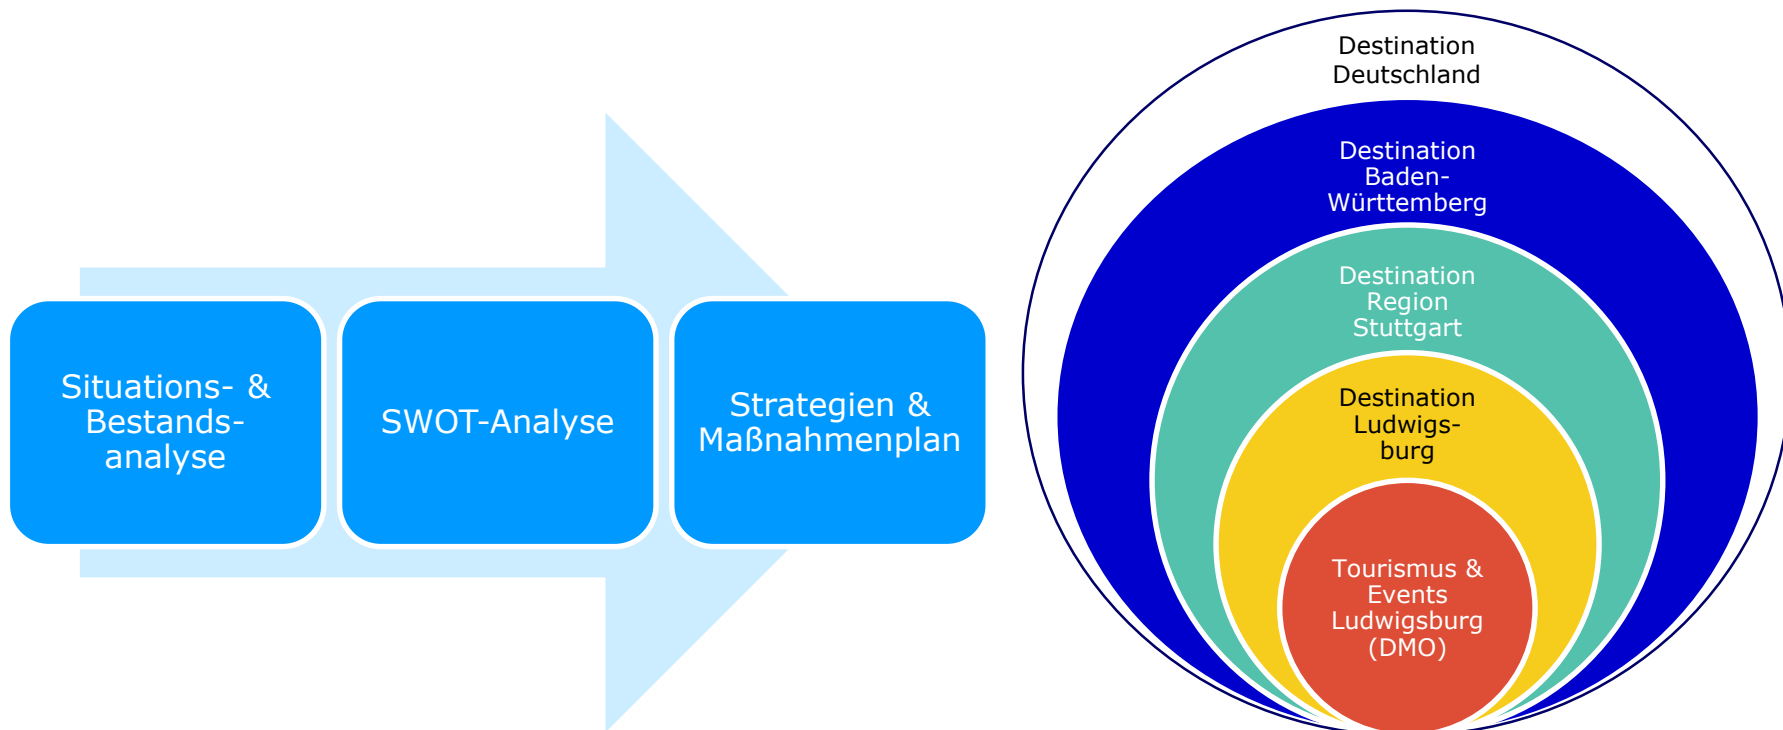 Situations- &
Bestands-
analyse
SWOT-Analyse
Strategien &
Maßnahmenplan
Destination
Deutschland
Destination
Baden-
Württemberg
Destination
Region
Stuttgart
Destination
Ludwigs-
burg
Tourismus &
Events
Ludwigsburg
(DMO)